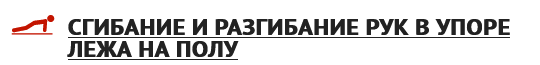 СГИБАНИЕ И РАЗГИБАНИЕ РУК В УПОРЕ
ЛЕЖА НА ПОЛУ